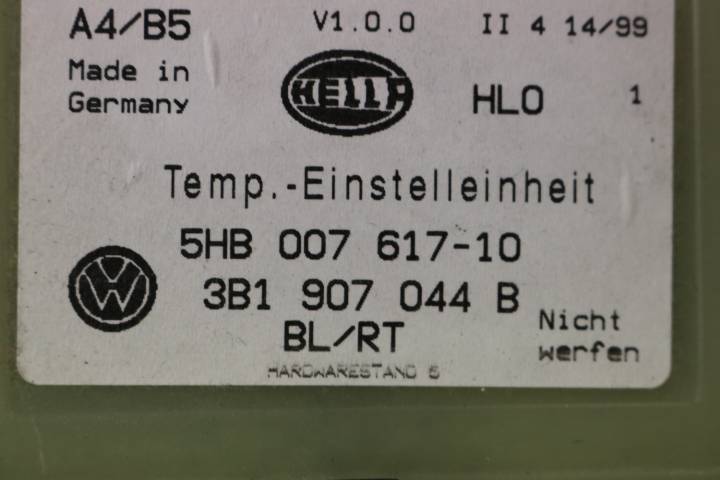 A4/B5 V1.0.0 II 4 14/99
Made in
Germany
HELLA HLO 1
Temp.-Einstelleinheit
5HB 007 617-10
3B1 907 044 B
BL/RT
Nicht
werfen
HARDWARESTAND 6